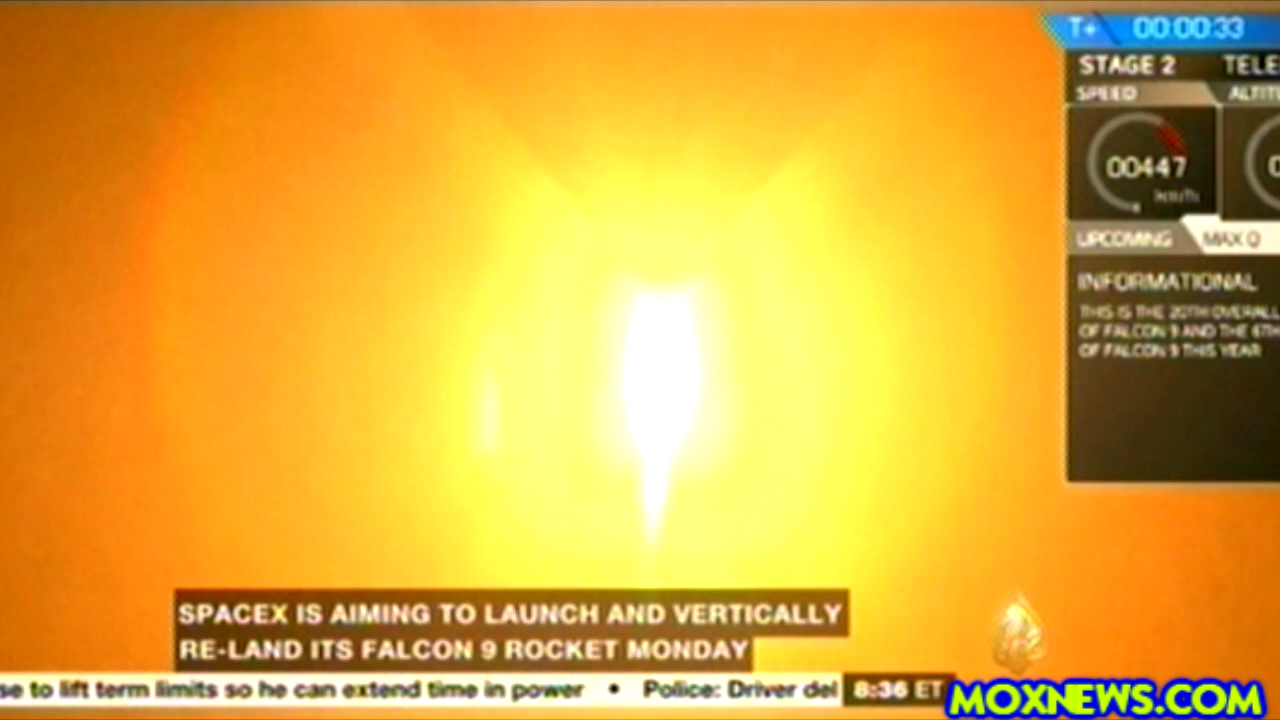 T+ 00:00:33
STAGE 2 TELE
SPEED ALTIT
00447
km/h
UPCOMING MAX Q
INFORMATIONAL
THIS IS THE 20TH OVERALL
OF FALCON 9 AND THE 6TH
OF FALCON 9 THIS YEAR
SPACEX IS AIMING TO LAUNCH AND VERTICALLY
RE-LAND ITS FALCON 9 ROCKET MONDAY
se to lift term limits so he can extend time in power • Police: Driver del 8:36 ET
MOXNEWS.COM